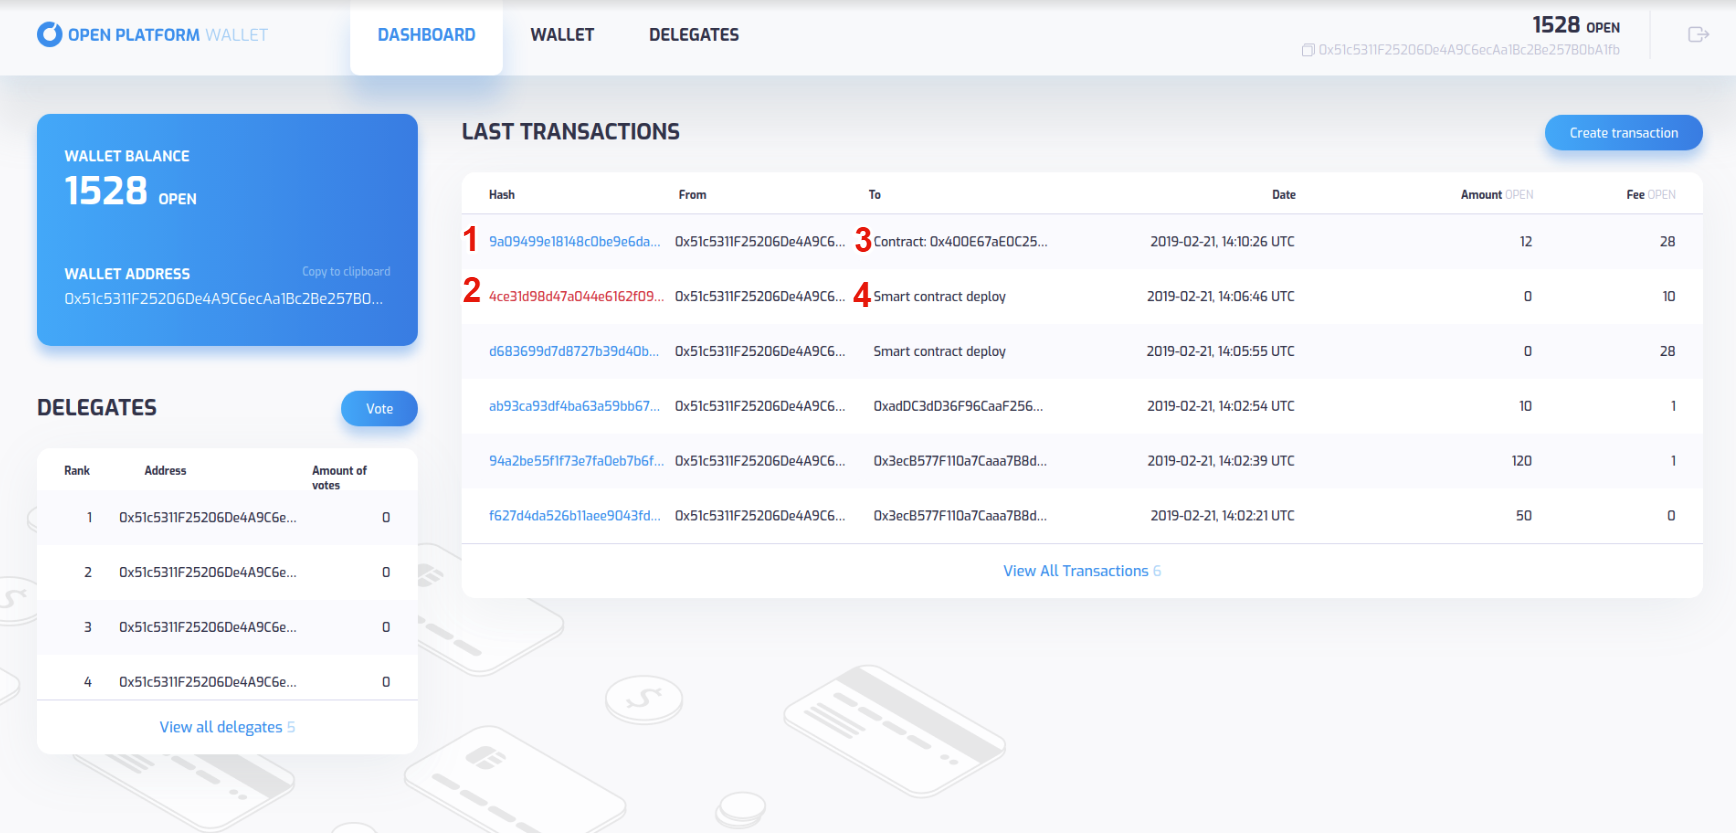 OPEN PLATFORM WALLET
DASHBOARD
WALLET
DELEGATES
1528 OPEN
0x51c5311F25206De4A9C6ecAa1Bc2Be257B0bA1fb
WALLET BALANCE
1528 OPEN
WALLET ADDRESS
Copy to clipboard
0x51c5311F25206De4A9C6ecAa1Bc2Be257B0...
DELEGATES
Vote
Rank Address Amount of votes
1 0x51c5311F25206De4A9C6e... 0
2 0x51c5311F25206De4A9C6e... 0
3 0x51c5311F25206De4A9C6e... 0
4 0x51c5311F25206De4A9C6e... 0
View all delegates 5
LAST TRANSACTIONS
Create transaction
Hash From To Date Amount OPEN Fee OPEN
1 9a09499e18148c0be9e6da... 0x51c5311F25206De4A9C6... 3 Contract: 0x400E67aE0C25... 2019-02-21, 14:10:26 UTC 12 28
2 4ce31d98d47a044e6162f09... 0x51c5311F25206De4A9C6... 4 Smart contract deploy 2019-02-21, 14:06:46 UTC 0 10
d683699d7d8727b39d40b... 0x51c5311F25206De4A9C6... Smart contract deploy 2019-02-21, 14:05:55 UTC 0 28
ab93ca93df4ba63a59bb67... 0x51c5311F25206De4A9C6... 0xadDC3dD36F96CaaF256... 2019-02-21, 14:02:54 UTC 10 1
94a2be55f1f73e7fa0eb7b6f... 0x51c5311F25206De4A9C6... 0x3ecB577F110a7Caaa7B8d... 2019-02-21, 14:02:39 UTC 120 1
f627d4da526b11aee9043fd... 0x51c5311F25206De4A9C6... 0x3ecB577F110a7Caaa7B8d... 2019-02-21, 14:02:21 UTC 50 0
View All Transactions 6